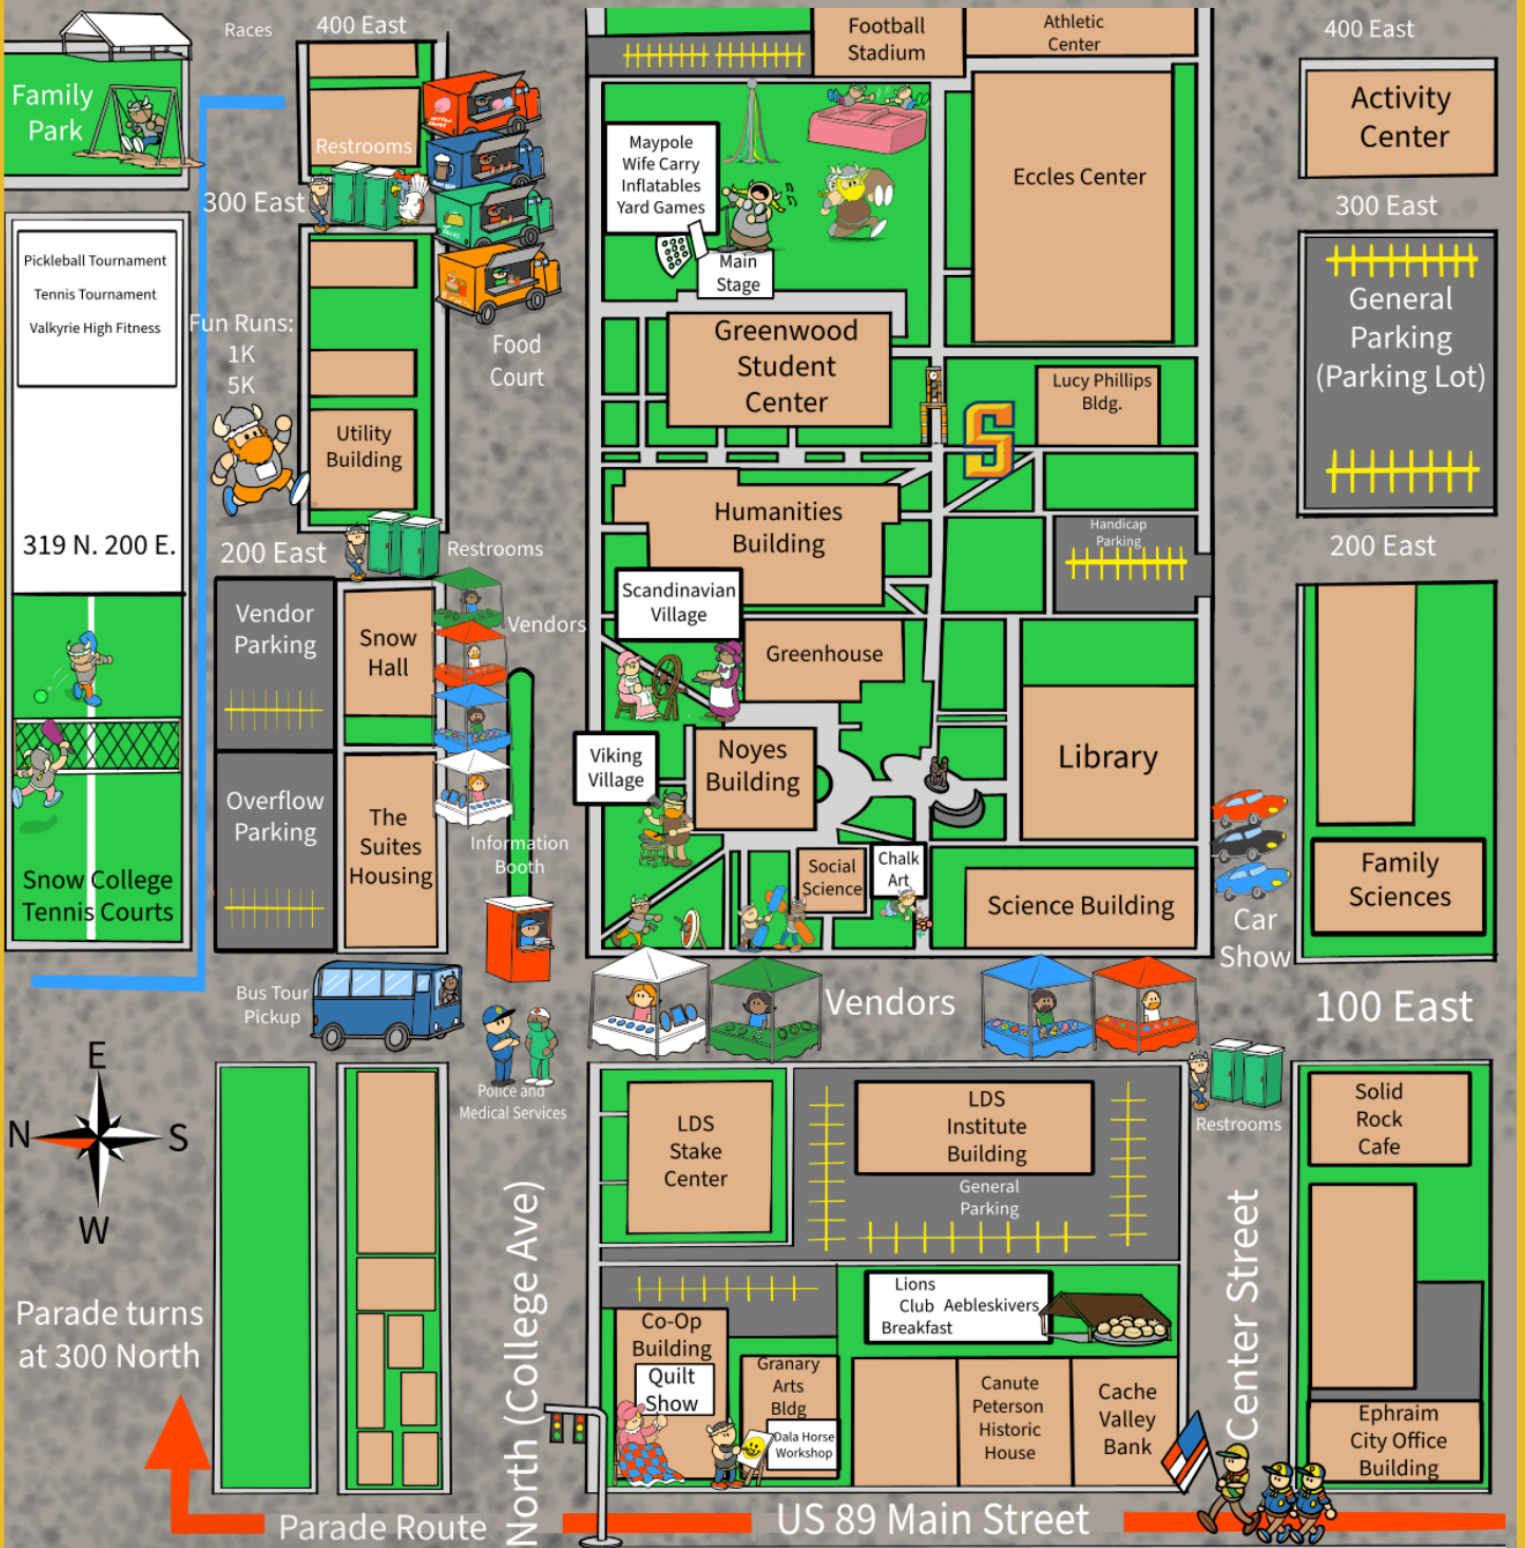 Races
400 East
Football
Stadium
Athletic
Center
400 East
Family
Park
Activity
Center
Restrooms
Maypole
Wife Carry
Inflatables
Yard Games
Eccles Center
300 East
300 East
Main
Stage
Pickleball Tournament
Tennis Tournament
Valkyrie High Fitness
Fun Runs:
1K
5K
Food
Court
Greenwood
Student
Center
Lucy Phillips
Bldg.
General
Parking
(Parking Lot)
S
Utility
Building
Humanities
Building
Handicap
Parking
319 N. 200 E.
200 East
Restrooms
200 East
Vendor
Parking
Snow
Hall
Vendors
Scandinavian
Village
Greenhouse
Viking
Village
Noyes
Building
Library
Overflow
Parking
The
Suites
Housing
Information
Booth
Social
Science
Chalk
Art
Science Building
Family
Sciences
Car
Show
Snow College
Tennis Courts
Bus Tour
Pickup
Vendors
100 East
Police and
Medical Services
E
N
S
W
LDS
Stake
Center
LDS
Institute
Building
General
Parking
Restrooms
Solid
Rock
Cafe
Parade turns
at 300 North
North (College Ave)
Lions
Club Aebleskivers
Breakfast
Center Street
Co-Op
Building
Quilt
Show
Granary
Arts
Bldg
Dala Horse
Workshop
Canute
Peterson
Historic
House
Cache
Valley
Bank
Ephraim
City Office
Building
Parade Route
US 89 Main Street